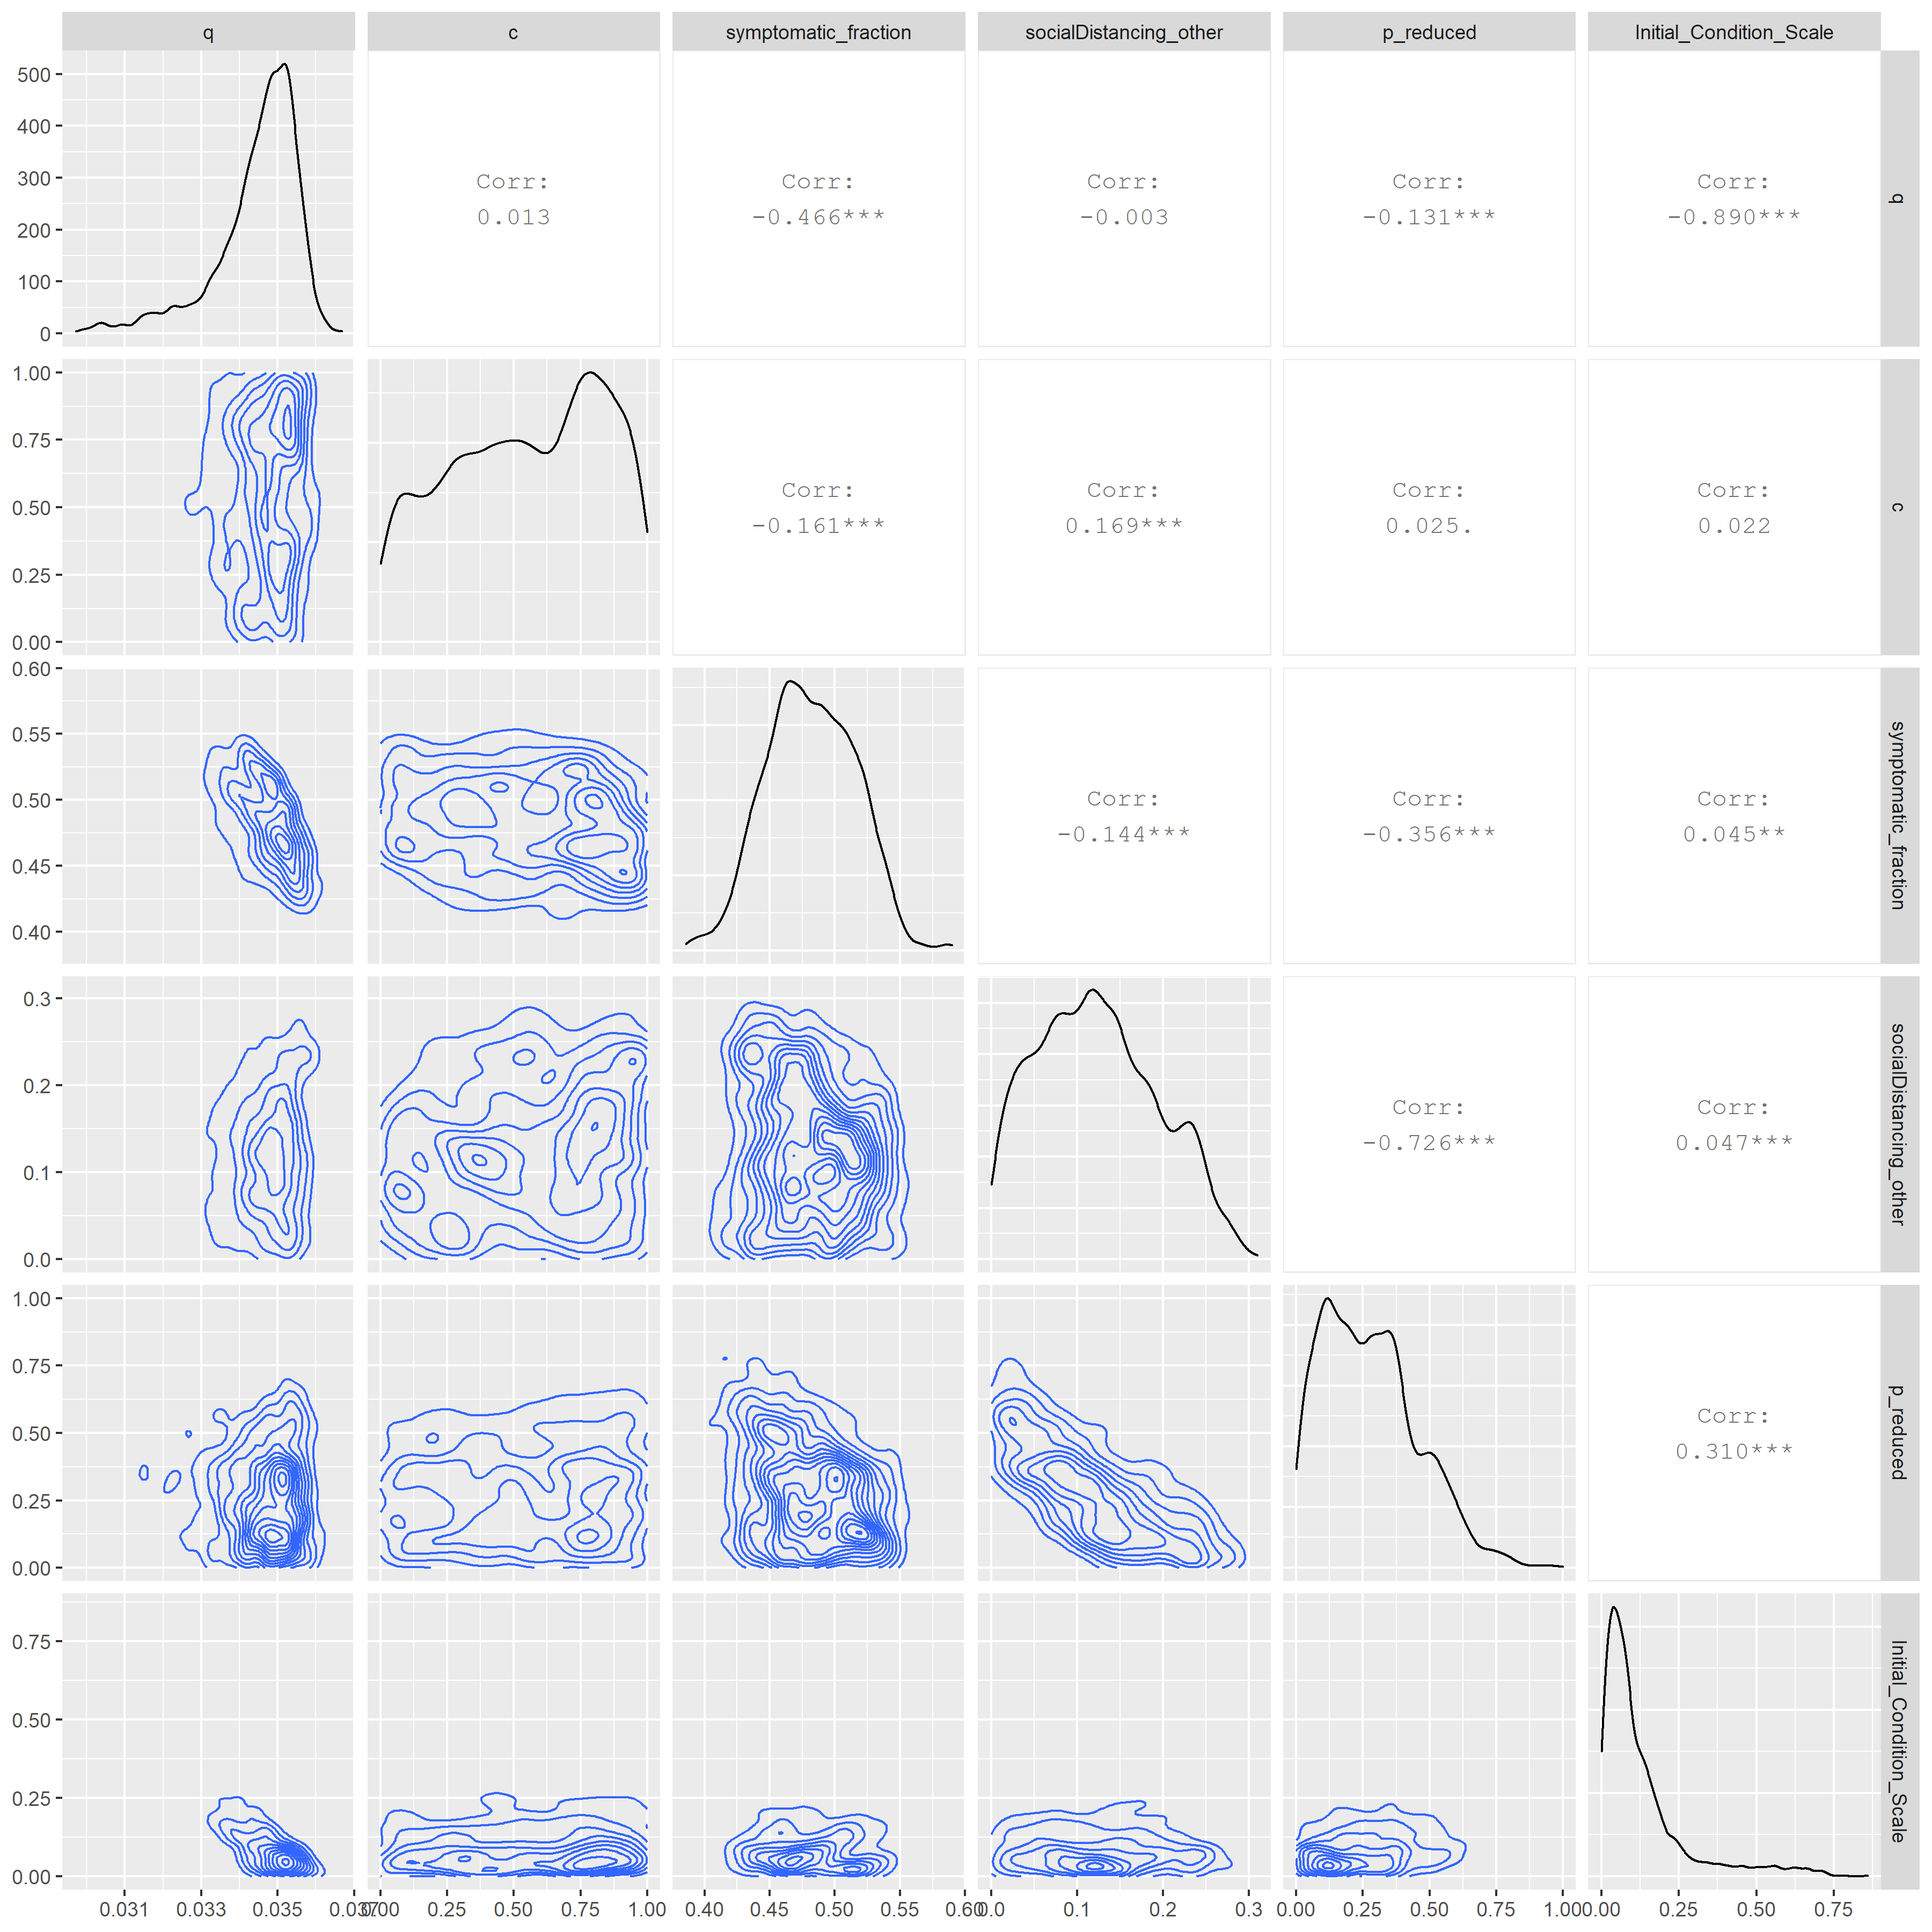 q c symptomatic_fraction socialDistancing_other p_reduced Initial_Condition_Scale
500
400
300
200
100
0
Corr:
0.013
Corr:
-0.466***
Corr:
-0.003
Corr:
-0.131***
Corr:
-0.890***
q
1.00
0.75
0.50
0.25
0.00
Corr:
-0.161***
Corr:
0.169***
Corr:
0.025.
Corr:
0.022
c
0.60
0.55
0.50
0.45
0.40
Corr:
-0.144***
Corr:
-0.356***
Corr:
0.045**
symptomatic_fraction
0.3
0.2
0.1
0.0
Corr:
-0.726***
Corr:
0.047***
socialDistancing_other
1.00
0.75
0.50
0.25
0.00
Corr:
0.310***
p_reduced
0.75
0.50
0.25
0.00
Initial_Condition_Scale
0.031 0.033 0.035 0.037
0.00 0.25 0.50 0.75 1.00
0.40 0.45 0.50 0.55 0.60
0.0 0.1 0.2 0.3
0.00 0.25 0.50 0.75 1.00
0.00 0.25 0.50 0.75